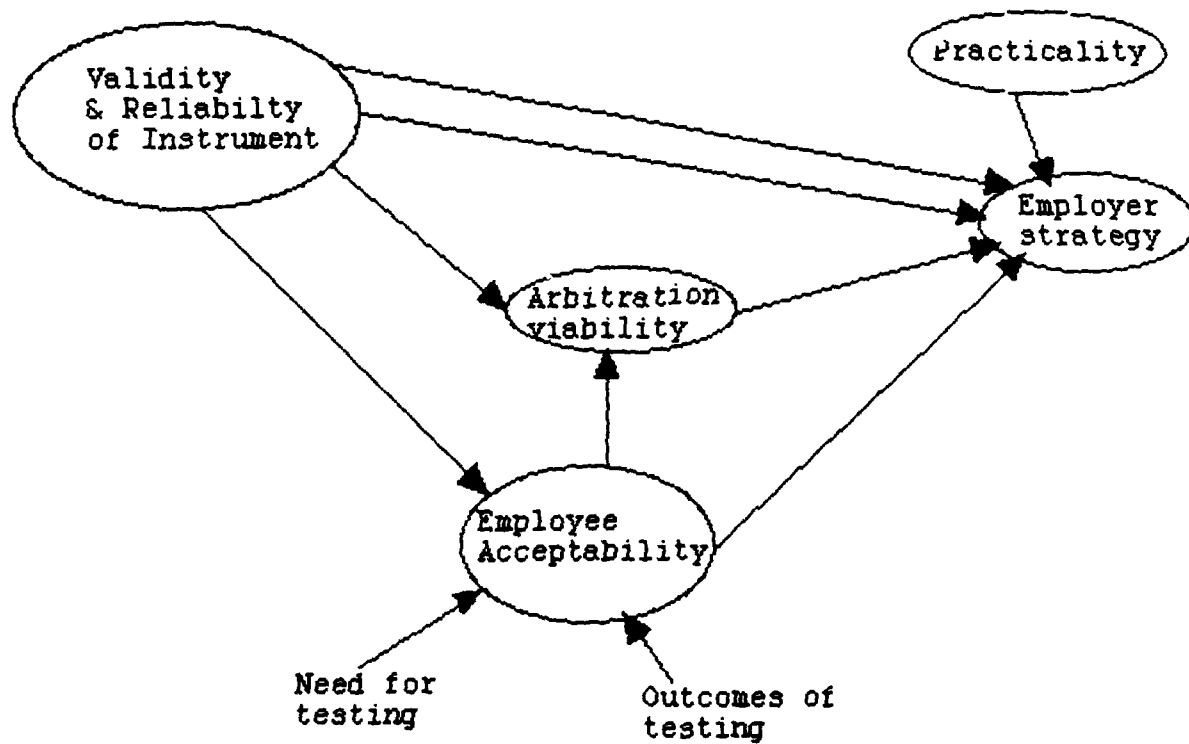 Validity
& Reliabilty
of Instrument
Practicality
Employer
strategy
Arbitration
viability
Employee
Acceptability
Need for
testing
Outcomes of
testing